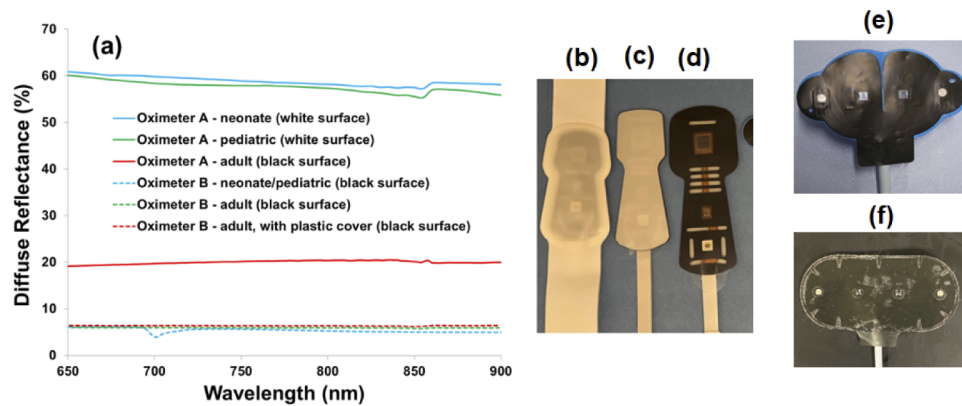 (a)
Diffuse Reflectance (%)
70
60
50
40
30
20
10
0
Oximeter A - neonate (white surface)
Oximeter A - pediatric (white surface)
Oximeter A - adult (black surface)
Oximeter B - neonate/pediatric (black surface)
Oximeter B - adult (black surface)
Oximeter B - adult, with plastic cover (black surface)
650
700
750
800
850
900
Wavelength (nm)
(b)
(c)
(d)
(e)
(f)